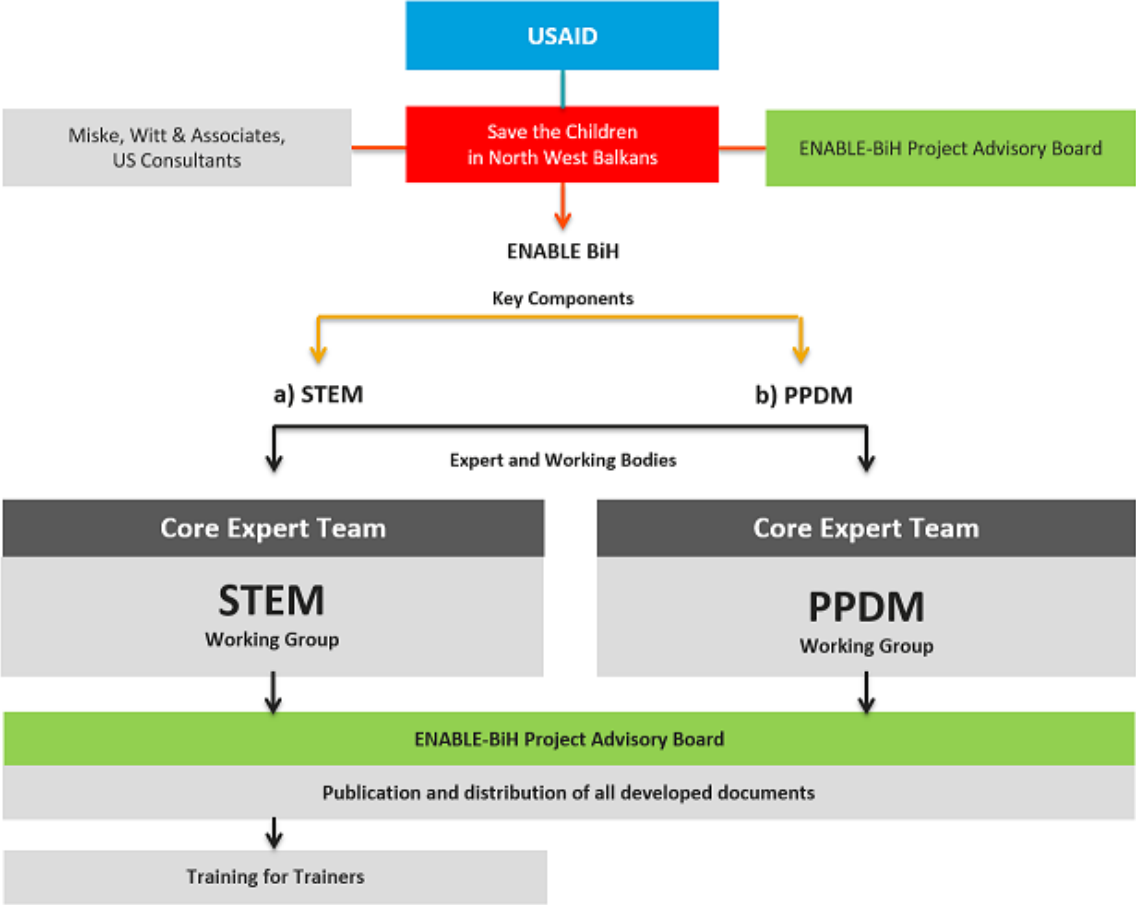 USAID
Miske, Witt & Associates,
US Consultants
Save the Children
in North West Balkans
ENABLE-BiH Project Advisory Board
ENABLE BiH
Key Components
a) STEM
b) PPDM
Expert and Working Bodies
Core Expert Team
STEM
Working Group
Core Expert Team
PPDM
Working Group
ENABLE-BiH Project Advisory Board
Publication and distribution of all developed documents
Training for Trainers